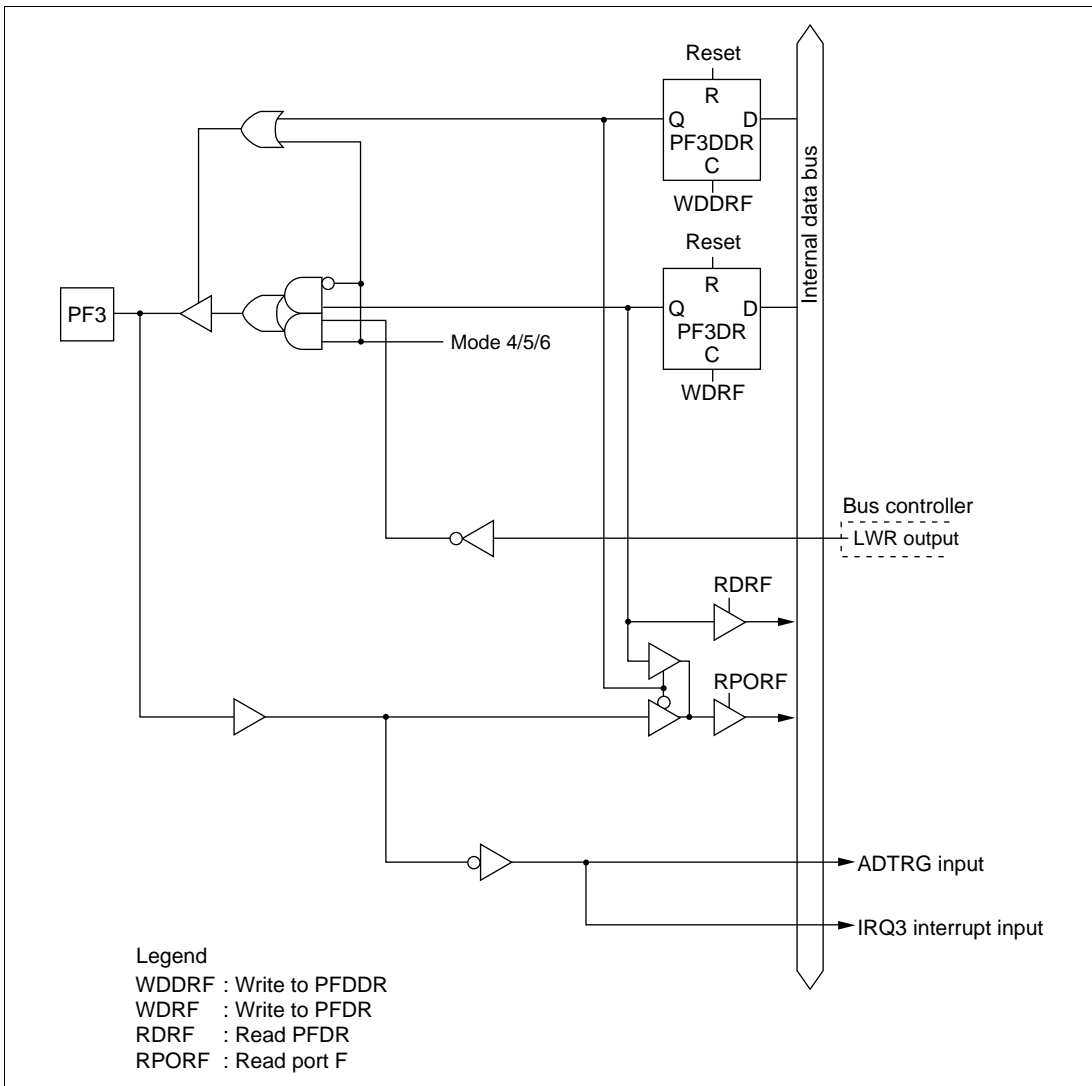 Reset
R
Q D
PF3DDR
C
WDDRF
Reset
R
Q D
PF3DR
C
WDRF
Internal data bus
PF3
Mode 4/5/6
Bus controller
LWR output
RDRF
RPORF
ADTRG input
IRQ3 interrupt input
Legend
WDDRF : Write to PFDDR
WDRF : Write to PFDR
RDRF : Read PFDR
RPORF : Read port F